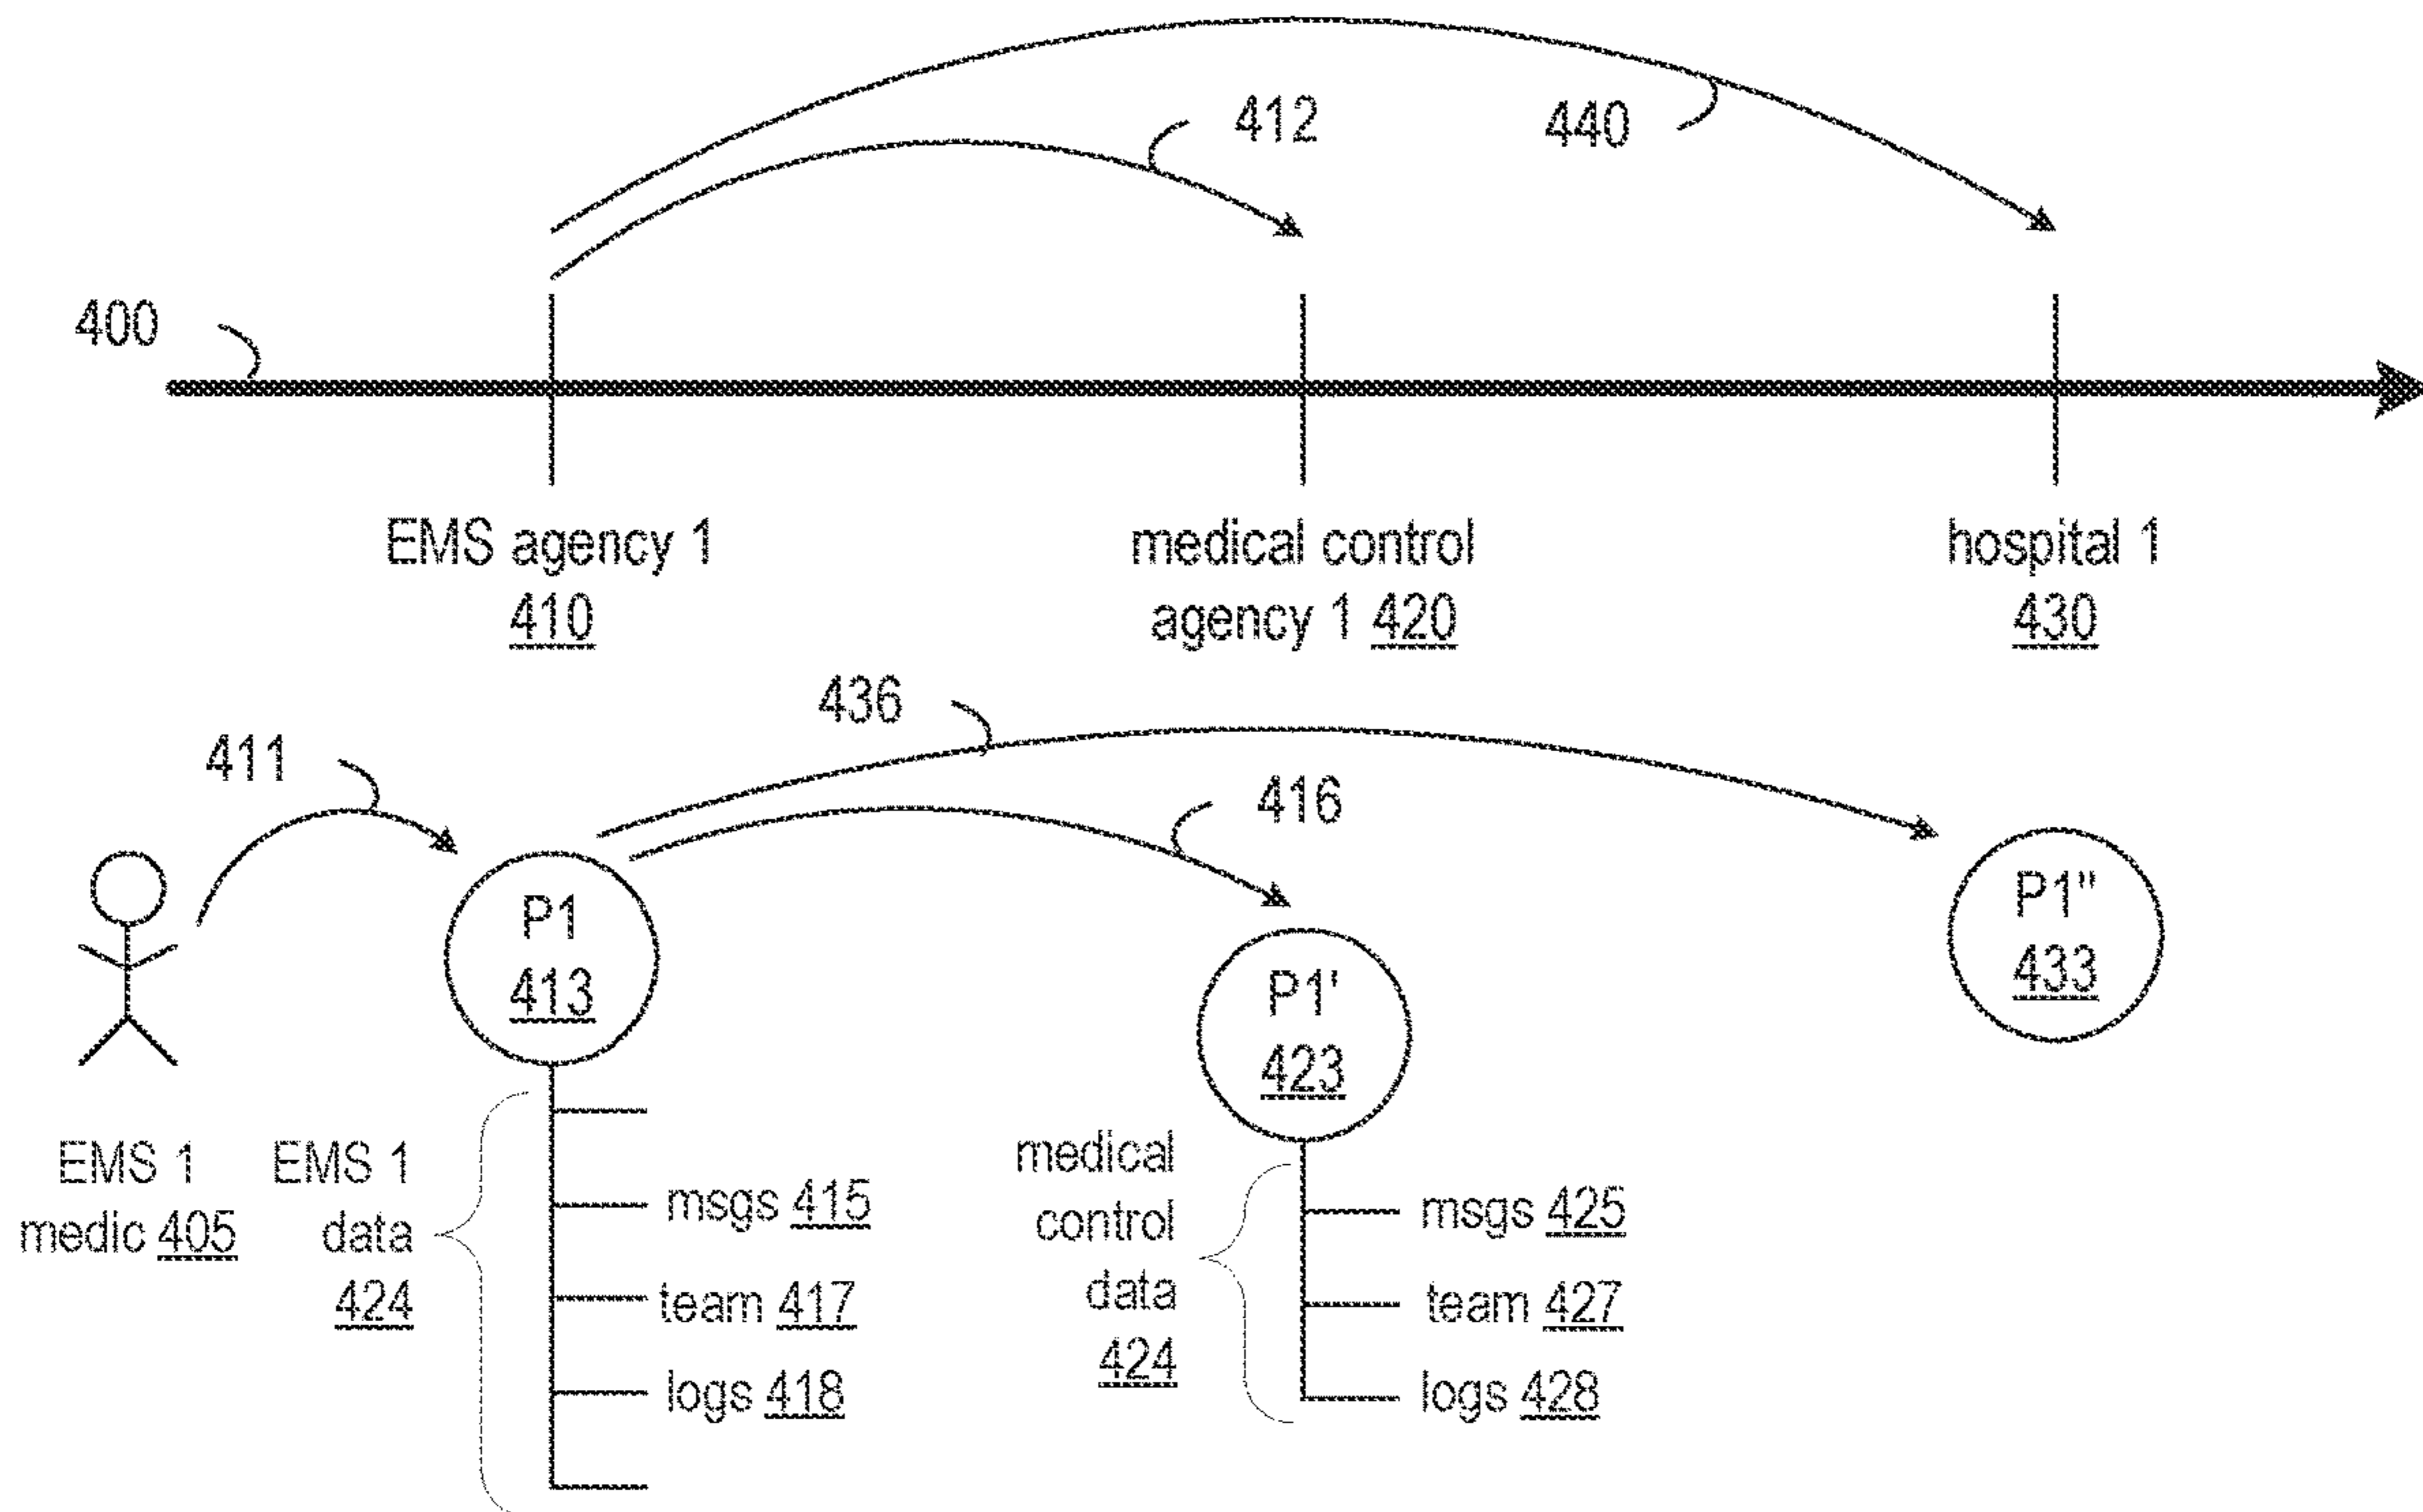 412
440
400
EMS agency 1
410
medical control
agency 1 420
hospital 1
430
436
411
416
P1
413
P1'
423
P1"
433
EMS 1
medic 405
EMS 1
data
424
msgs 415
team 417
logs 418
medical
control
data
424
msgs 425
team 427
logs 428